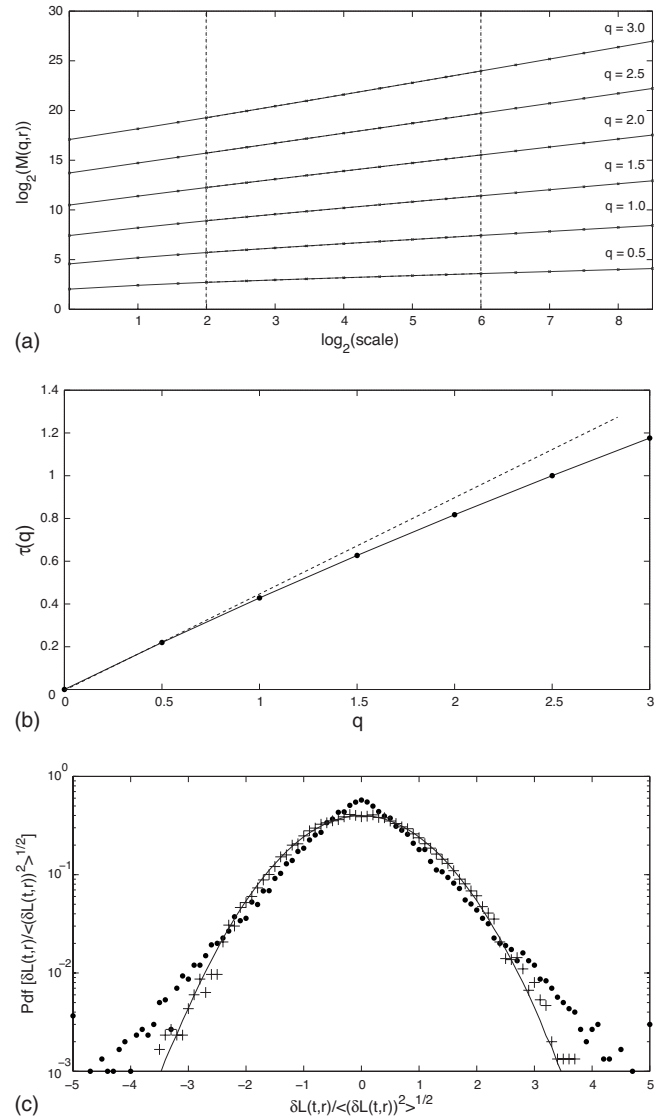 30
25
20
15
10
5
0
log2(M(q,r))
q = 3.0
q = 2.5
q = 2.0
q = 1.5
q = 1.0
q = 0.5
1 2 3 4 5 6 7 8
log2(scale)
(a)
1.4
1.2
1
0.8
0.6
0.4
0.2
0
τ(q)
0 0.5 1 1.5 2 2.5 3
q
(b)
10^0
10^-1
10^-2
10^-3
Pdf [δL(t,r)/<(δL(t,r))^2>^1/2]
-5 -4 -3 -2 -1 0 1 2 3 4 5
δL(t,r)/<(δL(t,r))^2>^1/2
(c)